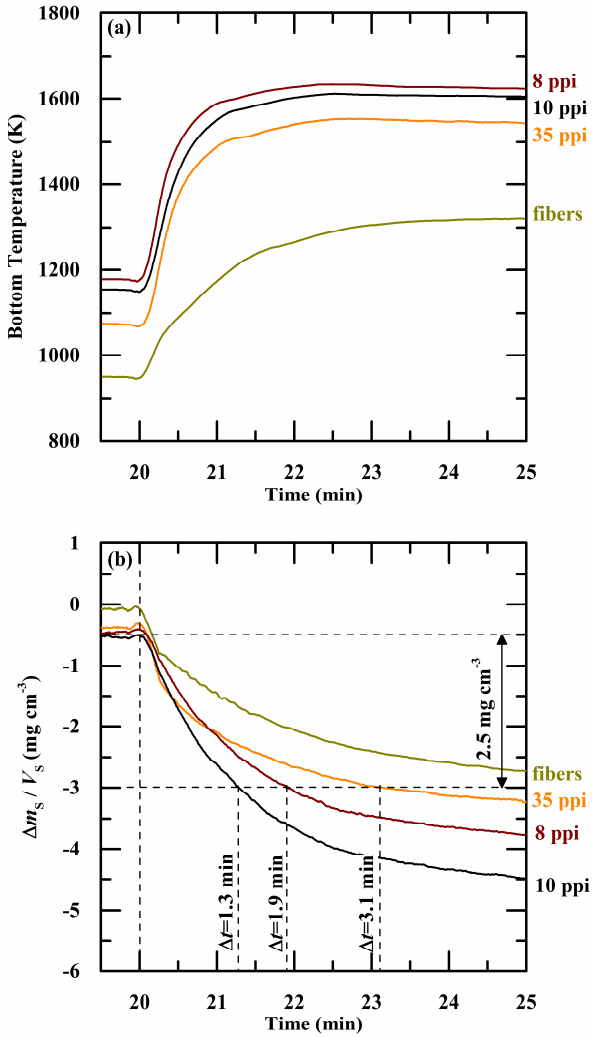 (a)
1800
1600
1400
1200
1000
800
Bottom Temperature (K)
8 ppi
10 ppi
35 ppi
fibers
20 21 22 23 24 25
Time (min)
(b)
1
0
-1
-2
-3
-4
-5
-6
Δm_S / V_S (mg cm⁻³)
2.5 mg cm⁻³
fibers
35 ppi
8 ppi
10 ppi
Δt=1.3 min
Δt=1.9 min
Δt=3.1 min
20 21 22 23 24 25
Time (min)